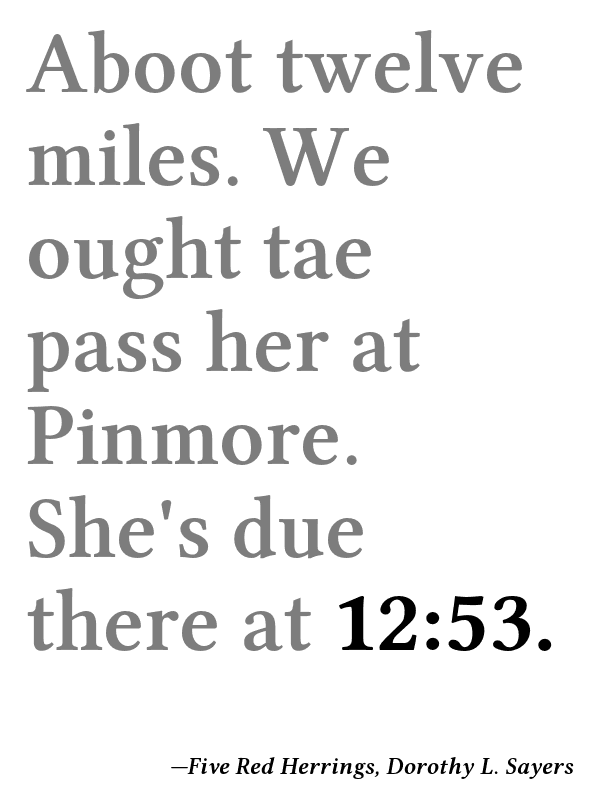 Aboot twelve
miles. We
ought tae
pass her at
Pinmore.
She's due
there at 12:53.
—Five Red Herrings, Dorothy L. Sayers